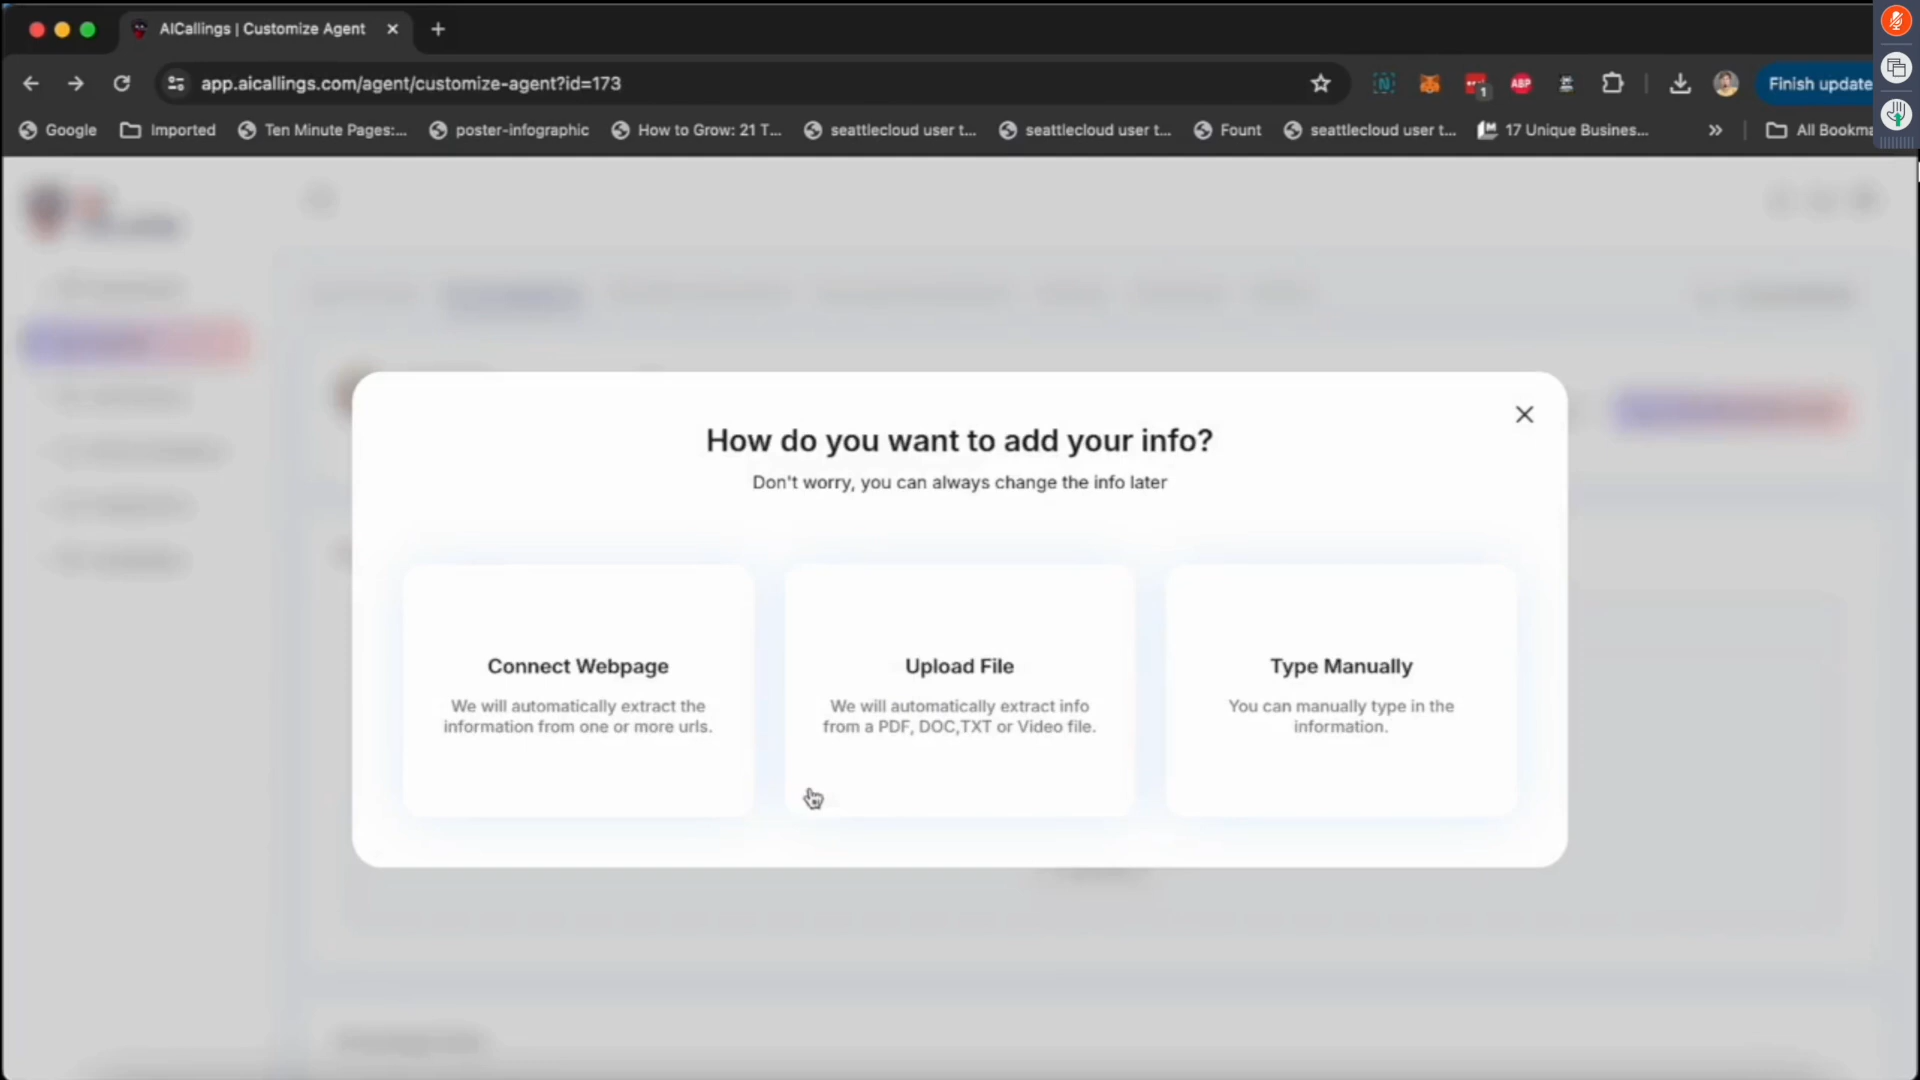 AICallings | Customize Agent
app.aicallings.com/agent/customize-agent?id=173
1
ABP
Finish update
Google
Imported
Ten Minute Pages:...
poster-infographic
How to Grow: 21 T...
seattlecloud user t...
seattlecloud user t...
Fount
seattlecloud user t...
17 Unique Busines...
All Bookma
How do you want to add your info?
Don't worry, you can always change the info later
Connect Webpage
We will automatically extract the
information from one or more urls.
Upload File
We will automatically extract info
from a PDF, DOC,TXT or Video file.
Type Manually
You can manually type in the
information.